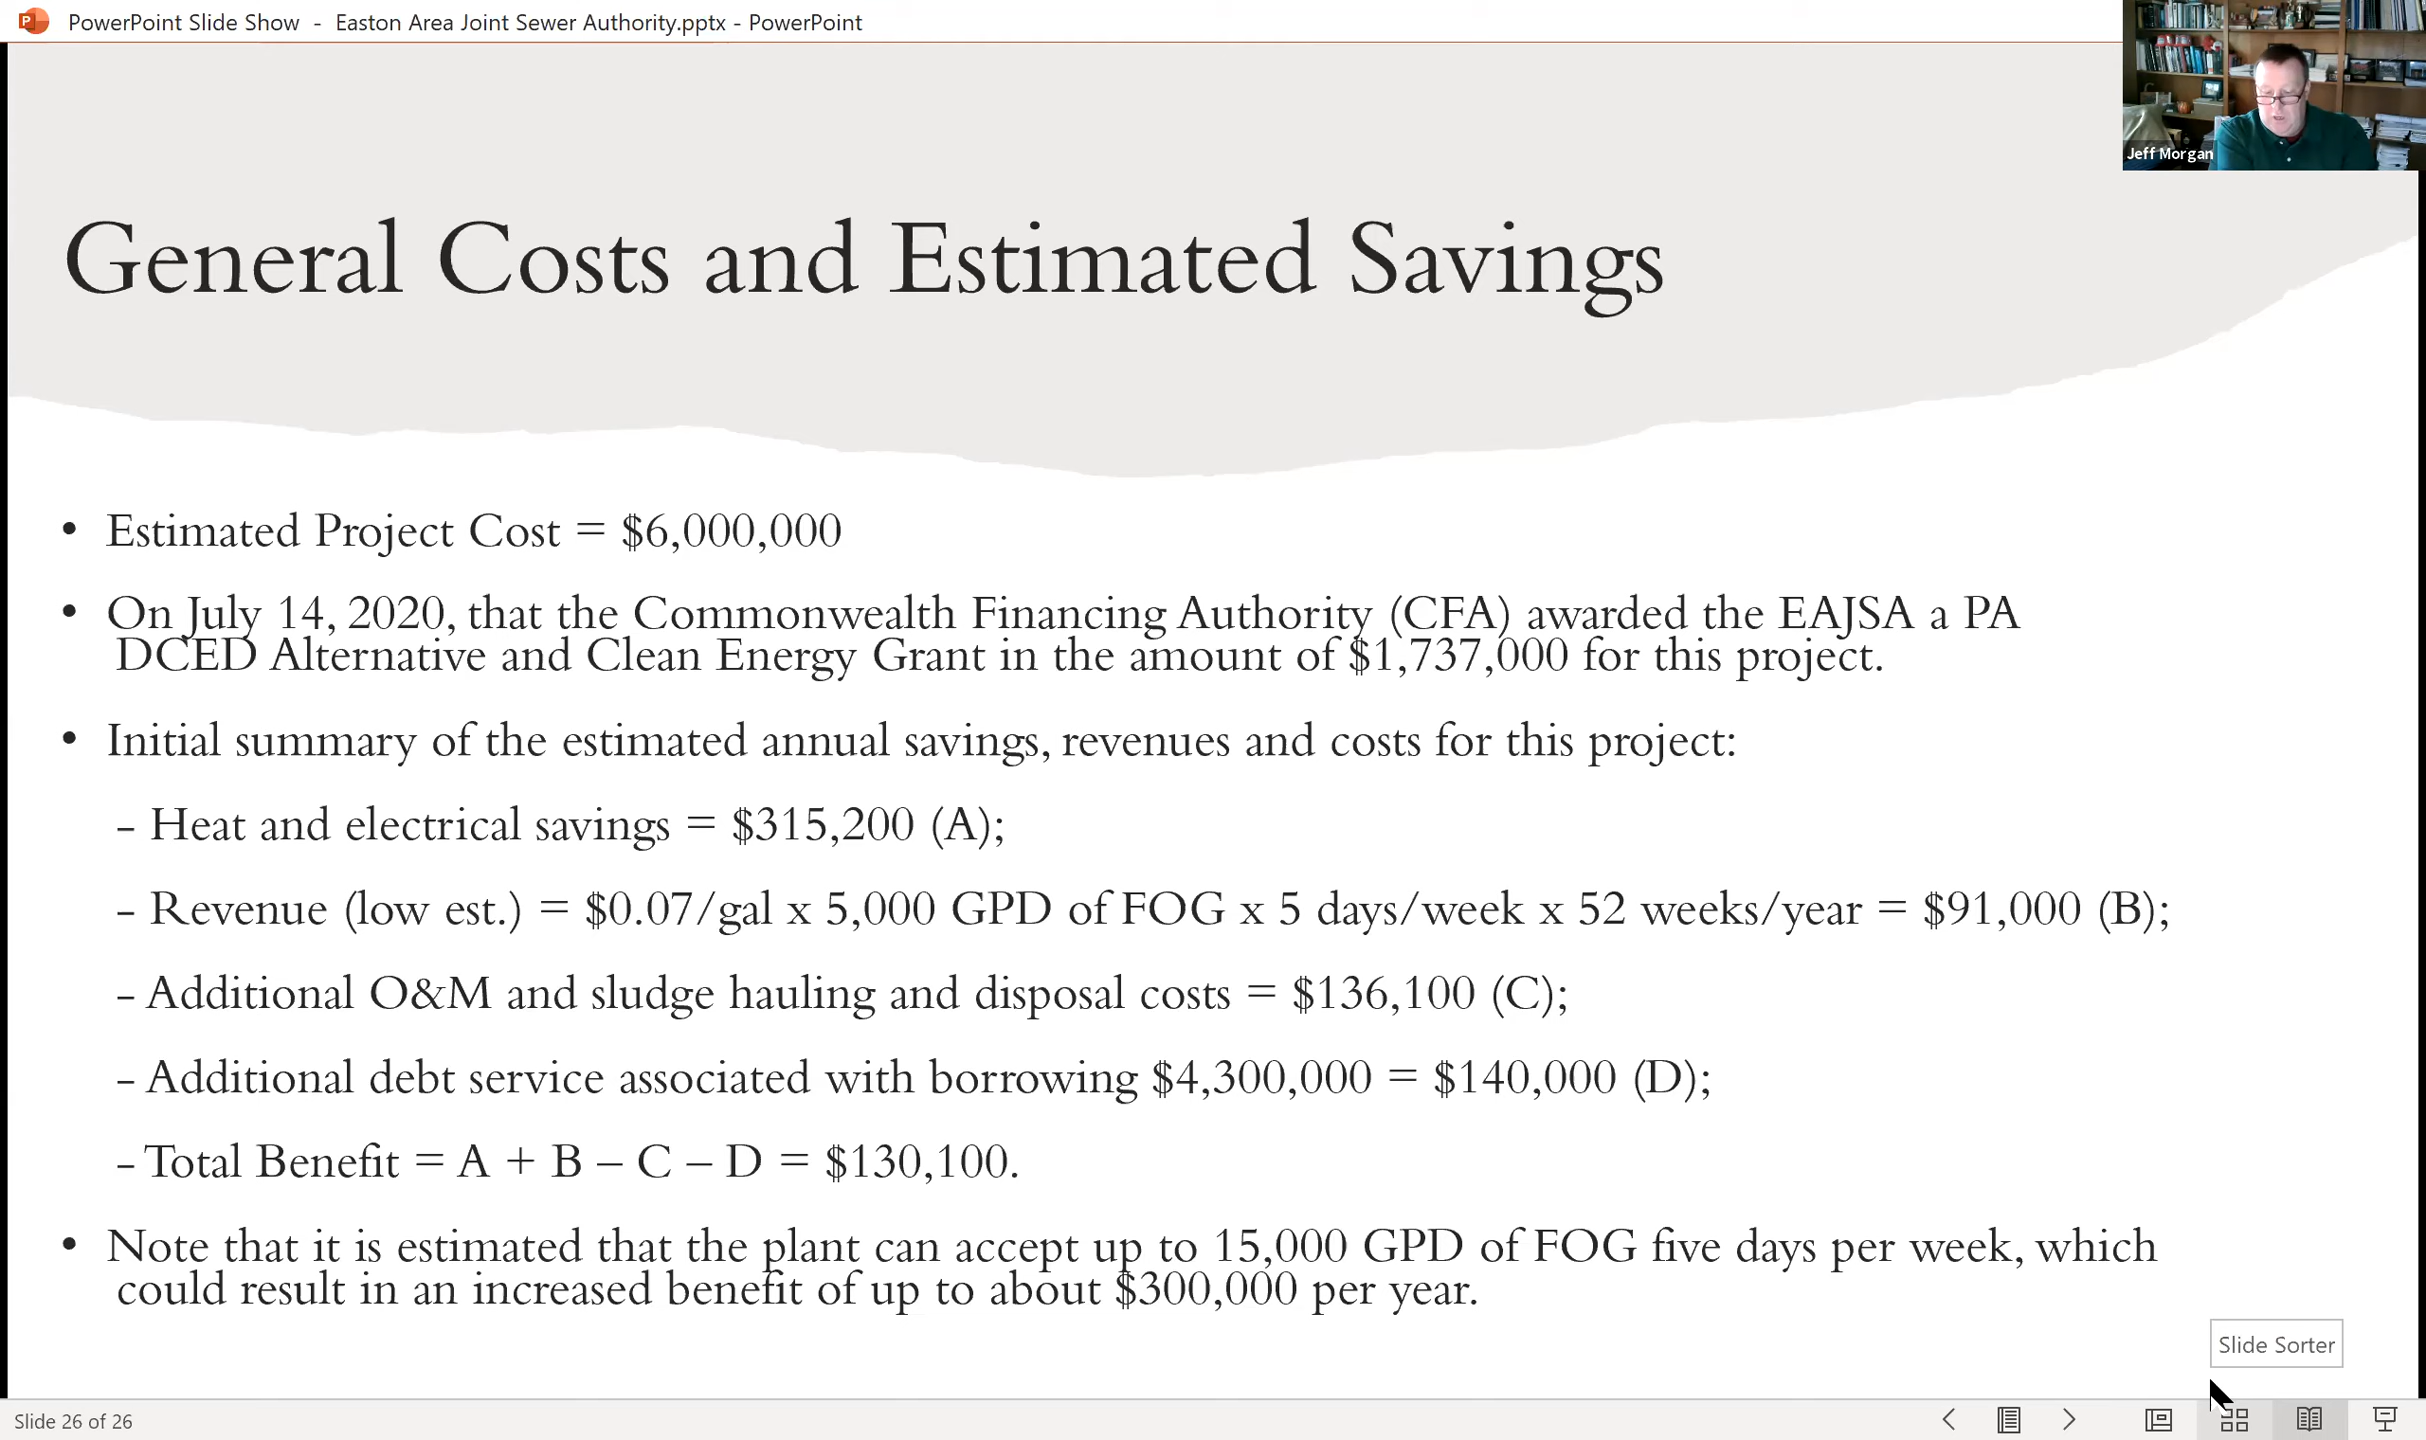 PowerPoint Slide Show - Easton Area Joint Sewer Authority.pptx - PowerPoint
Jeff Morgan
General Costs and Estimated Savings
• Estimated Project Cost = $6,000,000
• On July 14, 2020, that the Commonwealth Financing Authority (CFA) awarded the EAJSA a PA
DCED Alternative and Clean Energy Grant in the amount of $1,737,000 for this project.
• Initial summary of the estimated annual savings, revenues and costs for this project:
– Heat and electrical savings = $315,200 (A);
– Revenue (low est.) = $0.07/gal x 5,000 GPD of FOG x 5 days/week x 52 weeks/year = $91,000 (B);
– Additional O&M and sludge hauling and disposal costs = $136,100 (C);
– Additional debt service associated with borrowing $4,300,000 = $140,000 (D);
– Total Benefit = A + B – C – D = $130,100.
• Note that it is estimated that the plant can accept up to 15,000 GPD of FOG five days per week, which
could result in an increased benefit of up to about $300,000 per year.
Slide Sorter
Slide 26 of 26